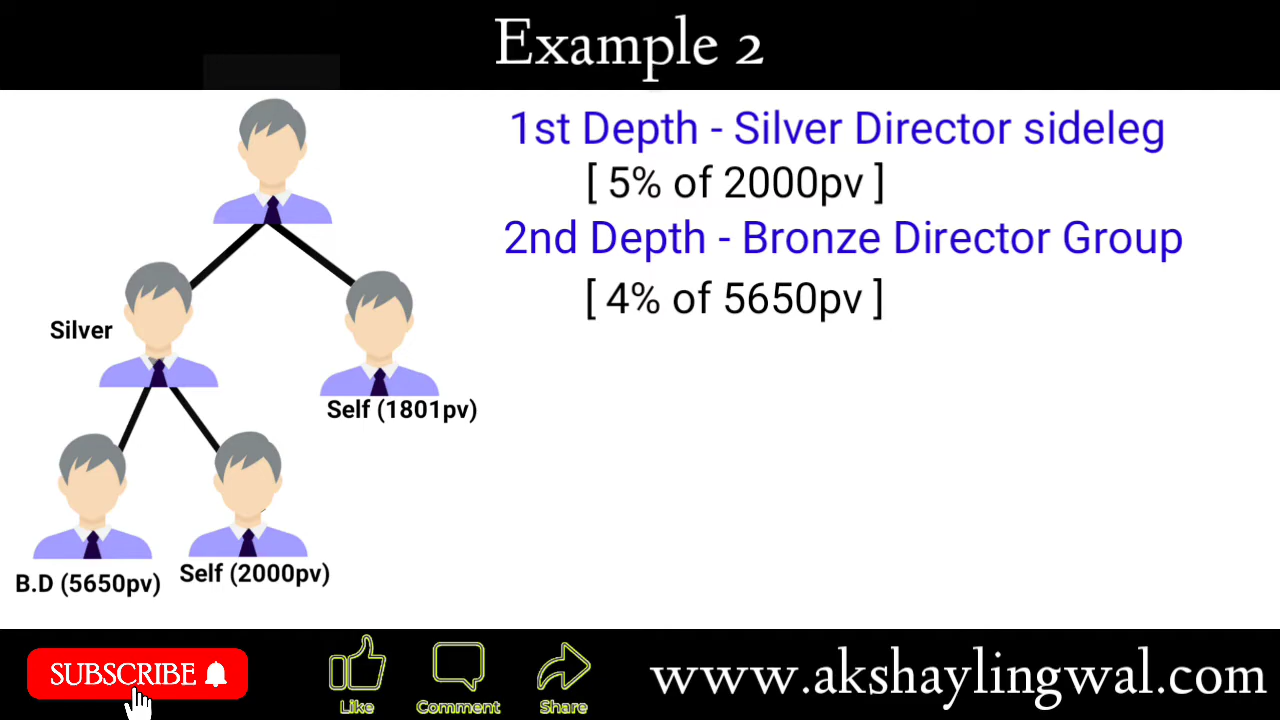 Example 2
1st Depth - Silver Director sideleg
[ 5% of 2000pv ]
2nd Depth - Bronze Director Group
[ 4% of 5650pv ]
Silver
Self (1801pv)
B.D (5650pv)
Self (2000pv)
SUBSCRIBE
Like
Comment
Share
www.akshaylingwal.com